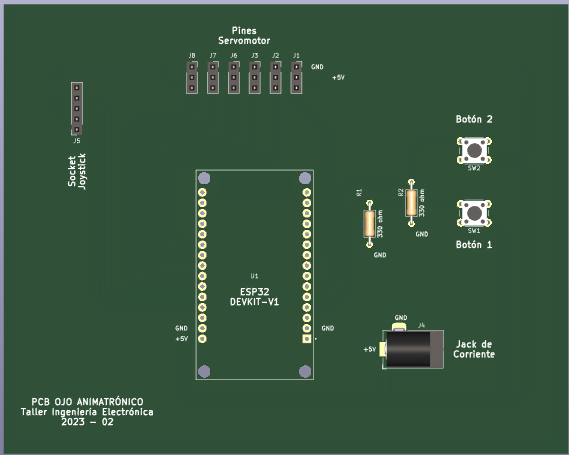 Pines
Servomotor
J8 J7 J6 J3 J2 J1
GND
+5V
J5
Socket
Joystick
Botón 2
SW2
R1
330 ohm
GND
R2
330 ohm
GND
SW1
Botón 1
U1
ESP32
DEVKIT-V1
GND
+5V
GND
GND
J4
+5V
Jack de
Corriente
PCB OJO ANIMATRÓNICO
Taller Ingeniería Electrónica
2023 - 02